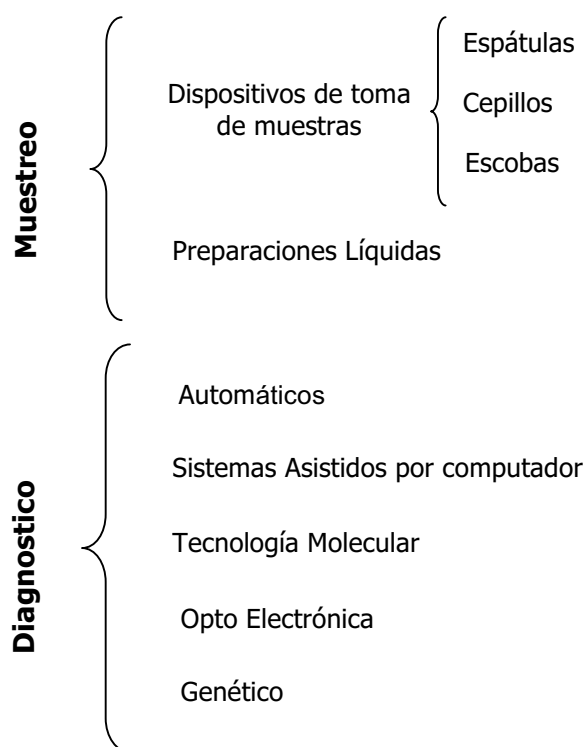 Muestreo
Dispositivos de toma
de muestras
Espátulas
Cepillos
Escobas
Preparaciones Líquidas
Diagnostico
Automáticos
Sistemas Asistidos por computador
Tecnología Molecular
Opto Electrónica
Genético